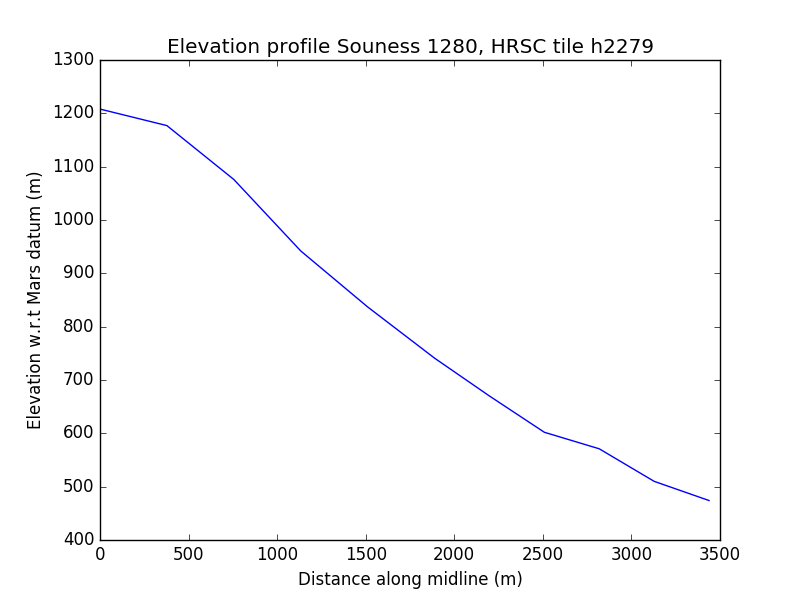 Elevation profile Souness 1280, HRSC tile h2279
1300
1200
1100
1000
900
800
700
600
500
400
Elevation w.r.t Mars datum (m)
0 500 1000 1500 2000 2500 3000 3500
Distance along midline (m)